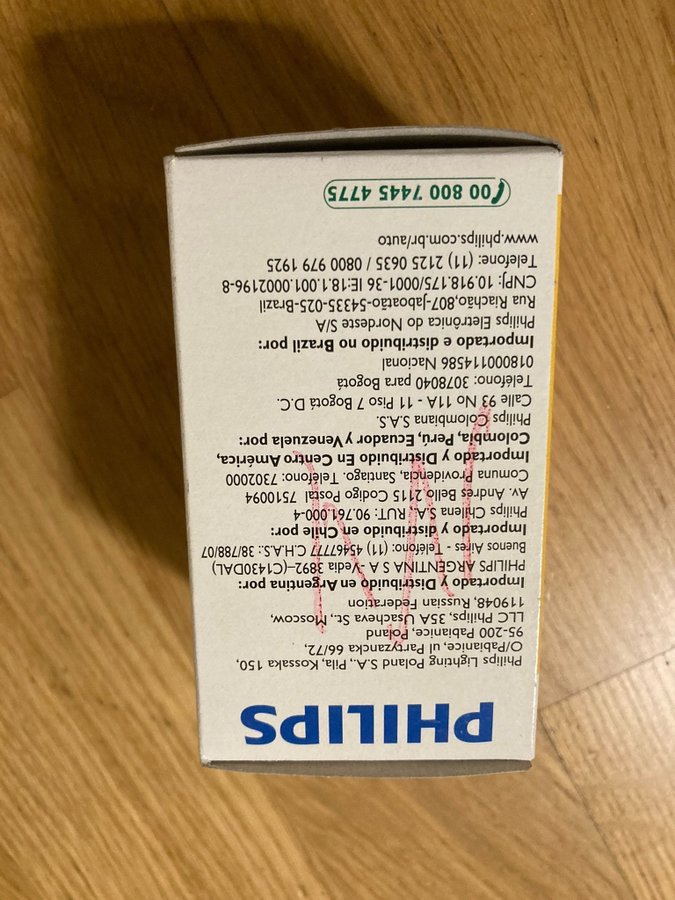 PHILIPS
Philips Lighting Poland S.A., Pila, Kossaka 150,
O/Pabianice, ul, Partyzancka 66/72,
95-200 Pabianice, Poland
LLC Philips, 35A, Usacheva St., Moscow,
119048, Russian Federation
Importado y Distribuido en Argentina por:
PHILIPS ARGENTINA - S A - Vedia -3892-(C1430DAL)
Buenos Aires - Teléfono: (11) 45467777 C.H.A.S.: 38/788/07
Importado y distribuido en Chile por:
Philips Chilena S.A., RUT: 90.761.000-4
Av. Andrés Bello 2115 Codigo Postal 7510094
Comuna Providencia, Santiago. Teléfono: 7302000
Importado y Distribuido En Centro América,
Colombia, Perú, Ecuador y Venezuela por:
Philips Colombiana S.A.S.
Calle 93 No 11A - 11 Piso 7 Bogotá D.C.
Teléfono: 3078040 para Bogotá
018000114586 Nacional
Importado e distribuido no Brazil por:
Philips Eletrônica do Nordeste S/A
Rua Riachão,807-Jaboatão-54335-025-Brazil
CNPJ: 10.918.175/0001-36 IE:18.1.001.0002196-8
Telefone: (11) 2125 0635 / 0800 979 1925
www.philips.com.br/auto
00 800 7445 4775